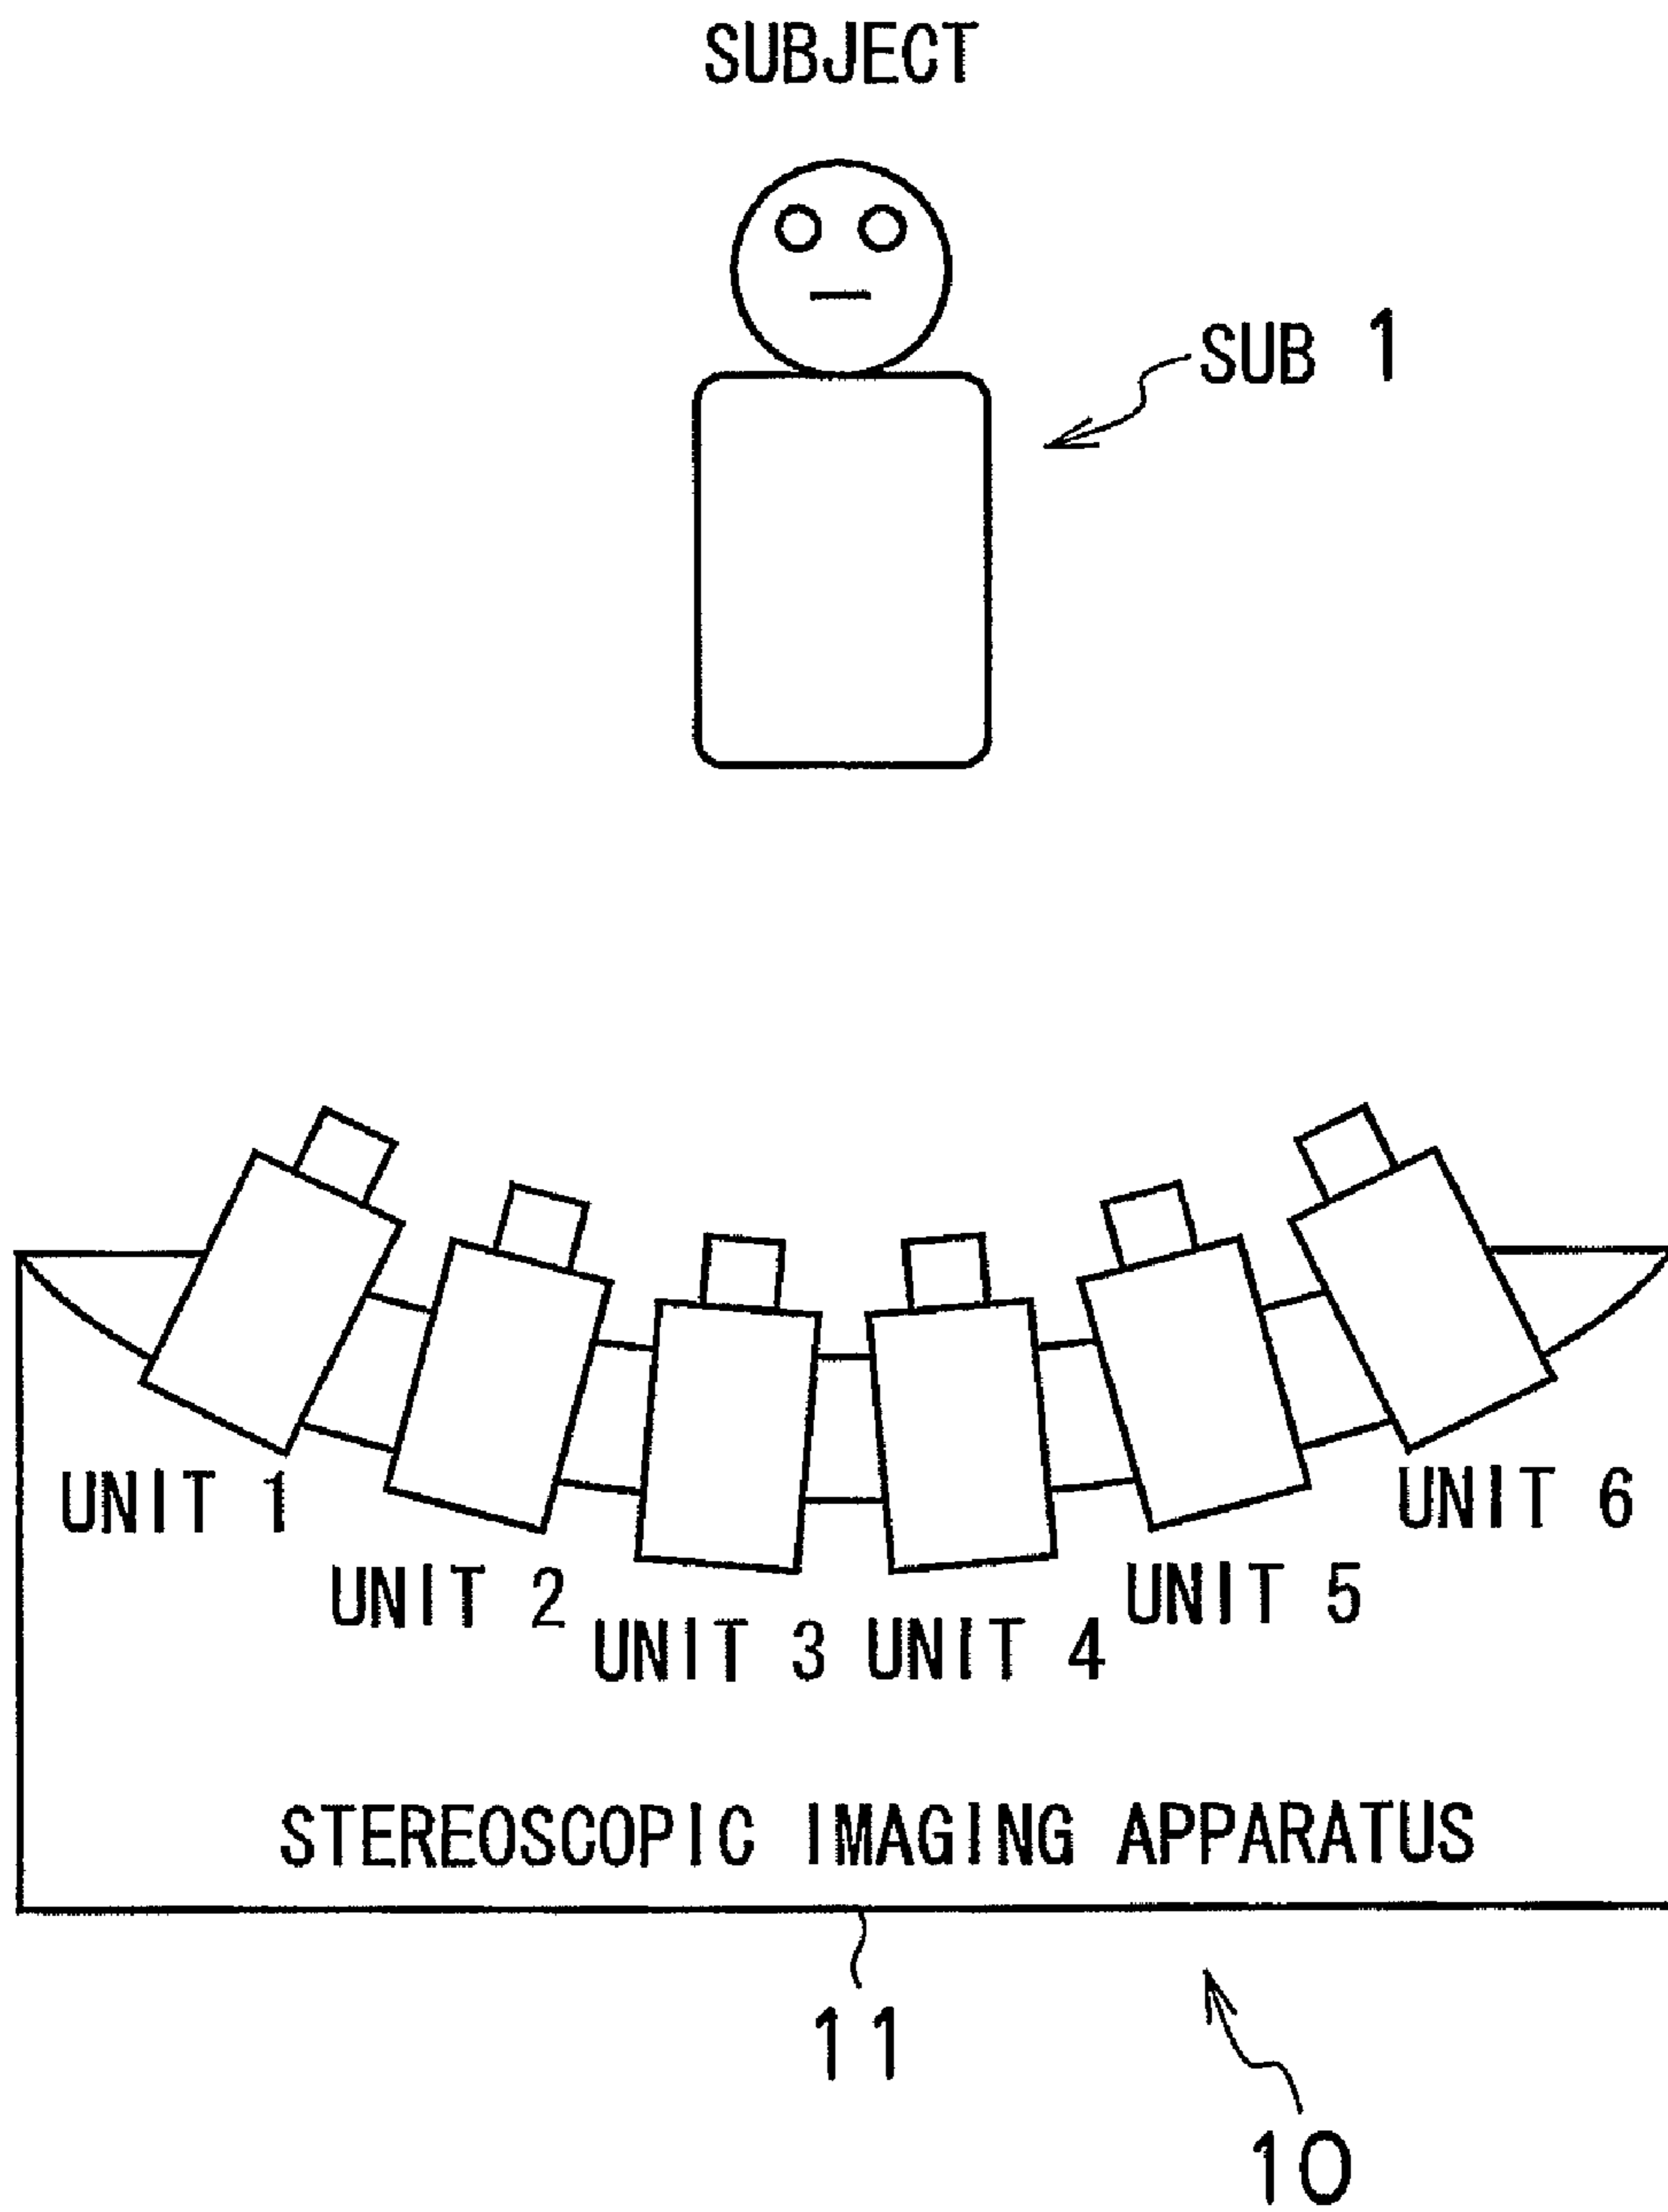 SUBJECT
SUB 1
UNIT 1
UNIT 2
UNIT 3
UNIT 4
UNIT 5
UNIT 6
STEREOSCOPIC IMAGING APPARATUS
11
10